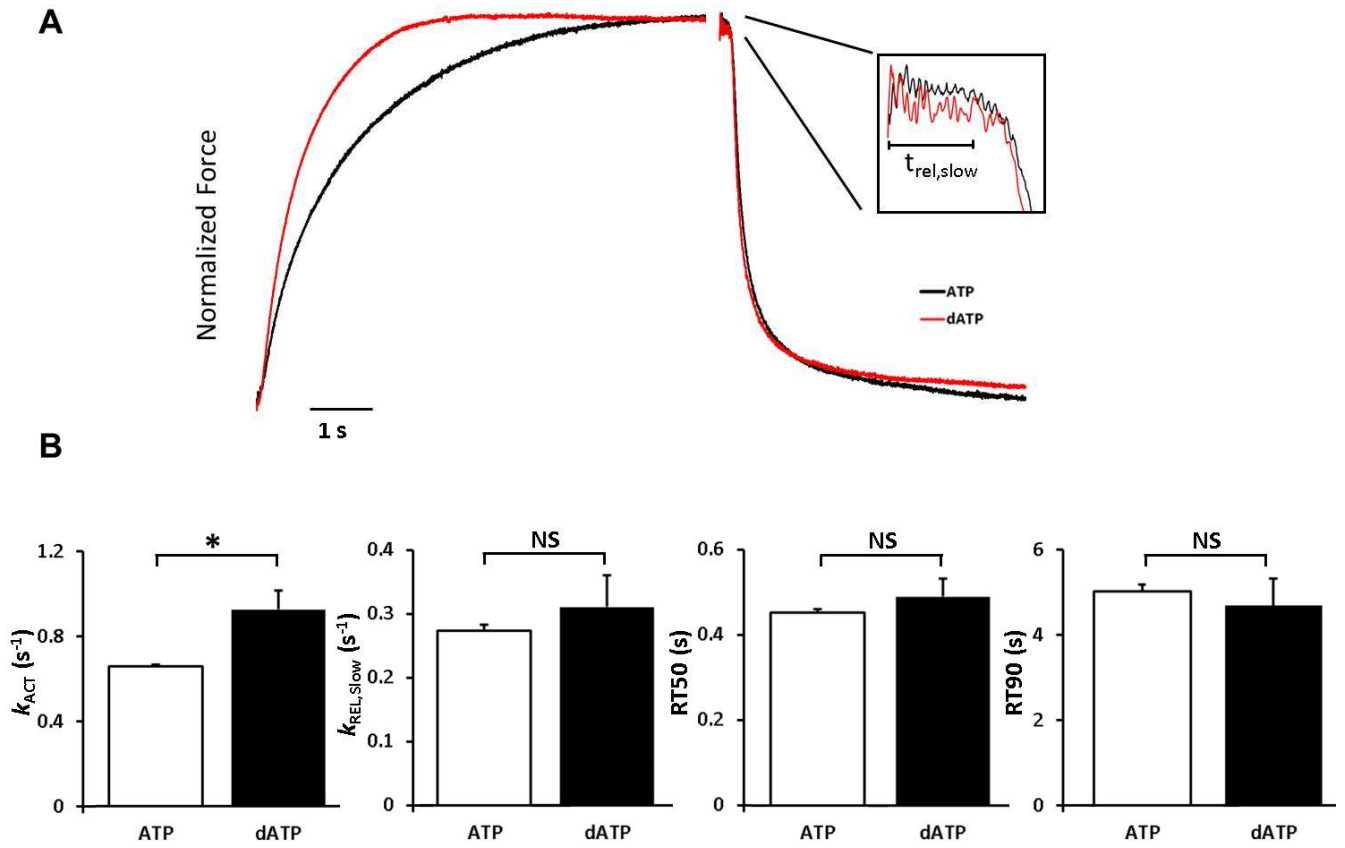 A
Normalized Force
t_rel,slow
ATP
dATP
1 s
B
*
NS
NS
NS
1.2
0.8
0.4
0
k_ACT (s⁻¹)
ATP dATP
0.4
0.3
0.2
0.1
0
k_REL,Slow (s⁻¹)
ATP dATP
0.6
0.4
0.2
0
RT50 (s)
ATP dATP
6
4
2
0
RT90 (s)
ATP dATP